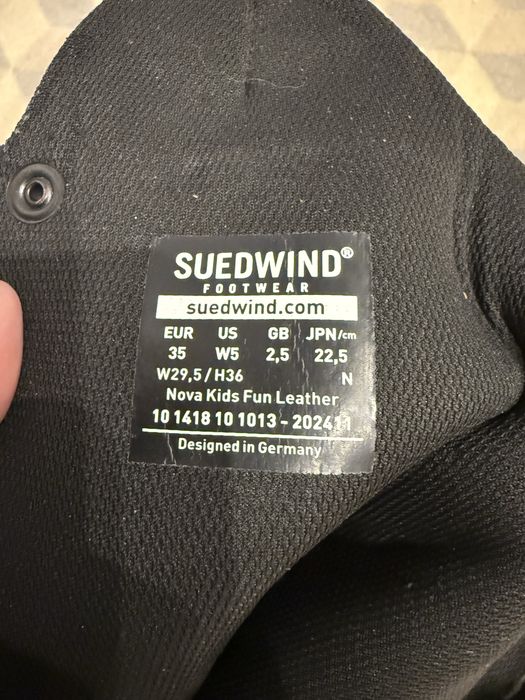 SUEDWIND®
FOOTWEAR
suedwind.com
EUR US GB JPN/cm
35 W5 2,5 22,5
W29,5 / H36 N
Nova Kids Fun Leather
10 1418 10 1013 - 202411
Designed in Germany